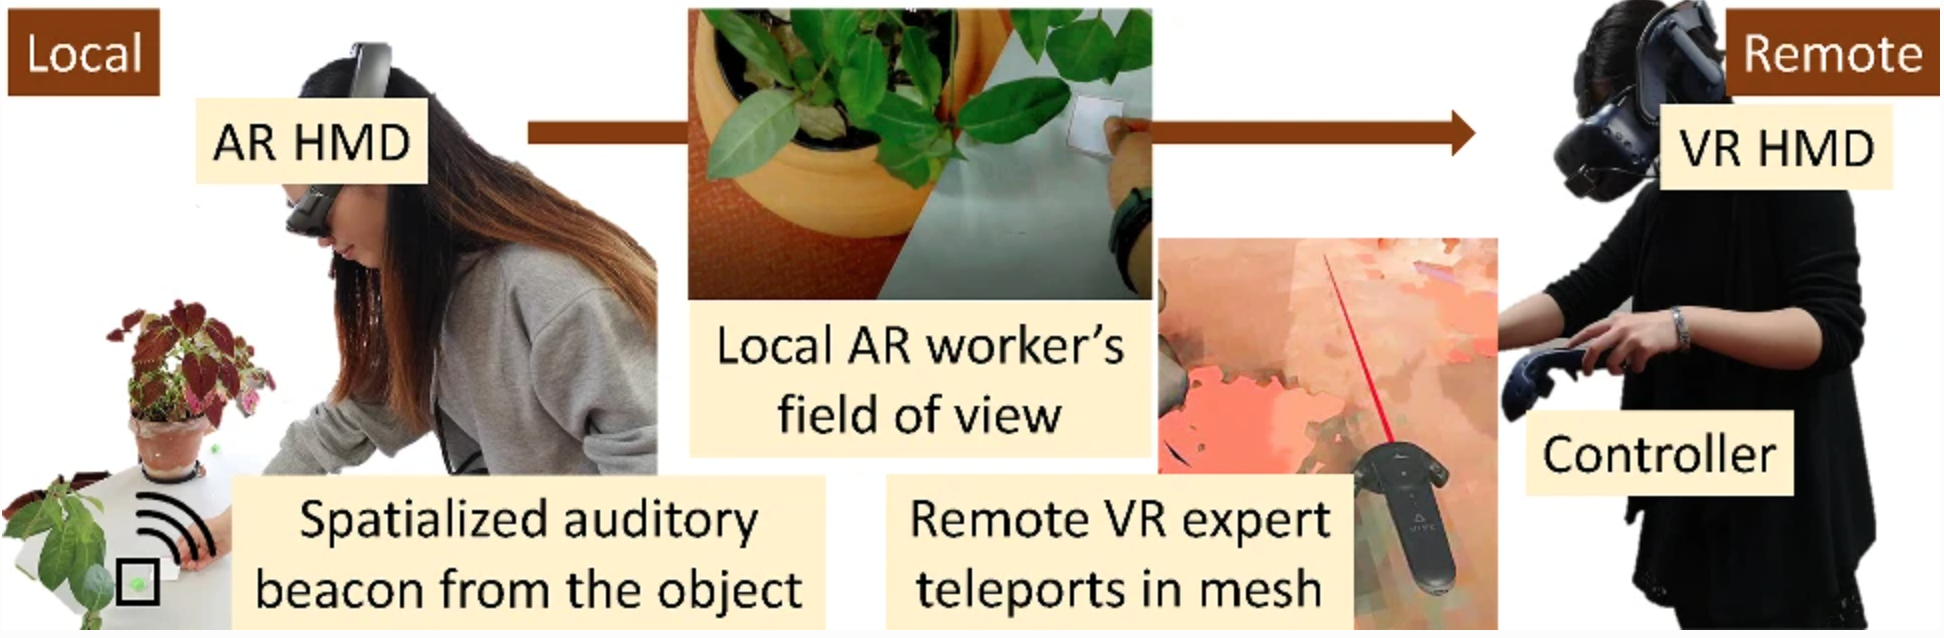 Local
AR HMD
Local AR worker's
field of view
Spatialized auditory
beacon from the object
Remote VR expert
teleports in mesh
Remote
VR HMD
Controller